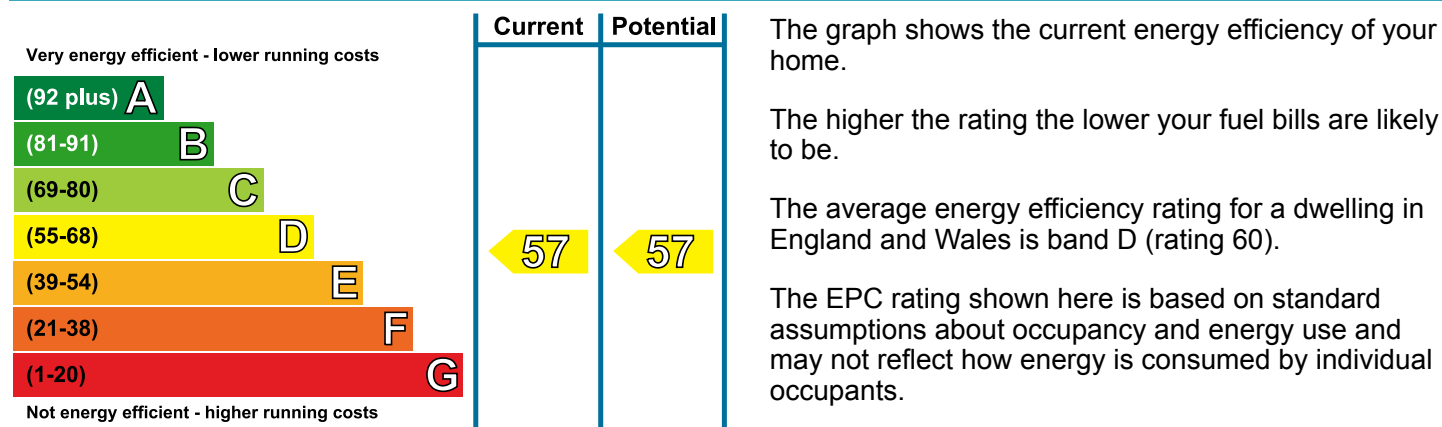 Current Potential
Very energy efficient - lower running costs
(92 plus) A
(81-91) B
(69-80) C
(55-68) D
(39-54) E
(21-38) F
(1-20) G
Not energy efficient - higher running costs
57 57
The graph shows the current energy efficiency of your
home.
The higher the rating the lower your fuel bills are likely
to be.
The average energy efficiency rating for a dwelling in
England and Wales is band D (rating 60).
The EPC rating shown here is based on standard
assumptions about occupancy and energy use and
may not reflect how energy is consumed by individual
occupants.